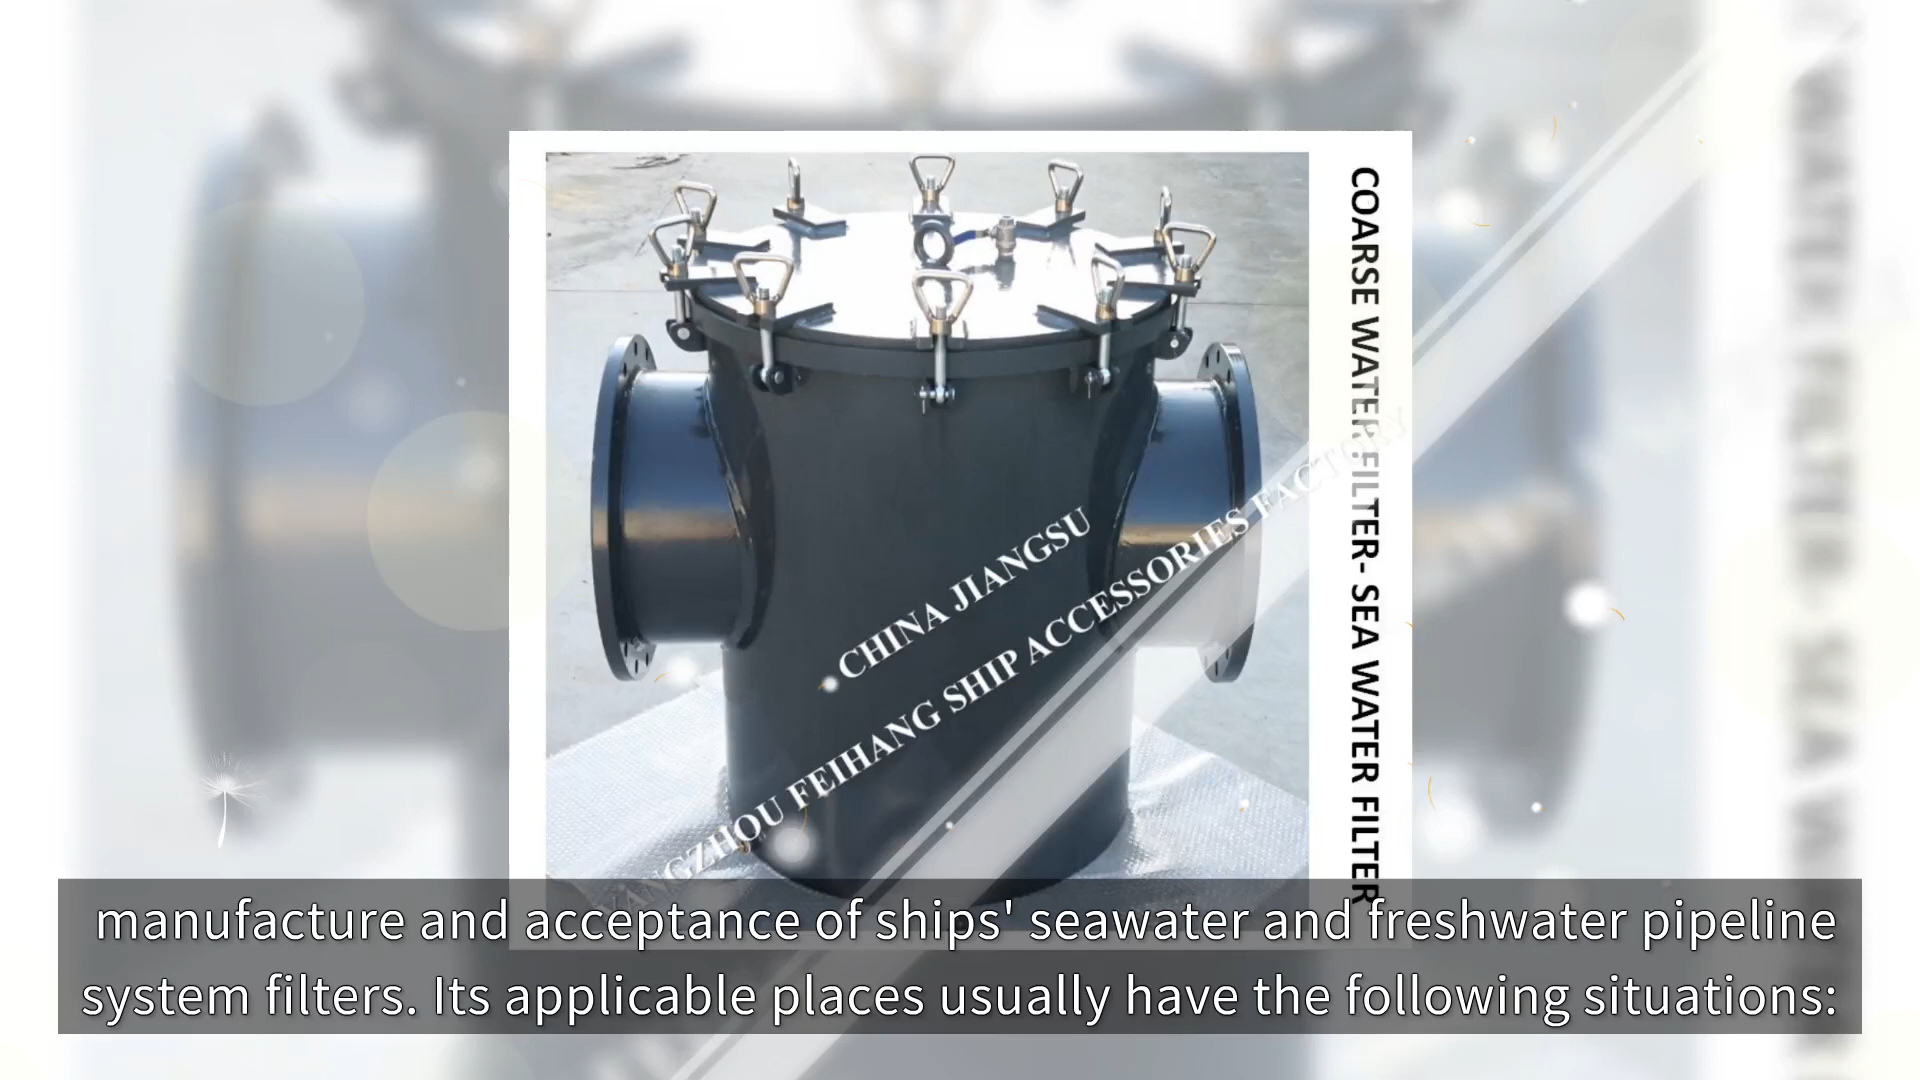 COARSE WATER FILTER- SEA WATER FILTER
CHINA JIANGSU
YANGZHOU FEIHANG SHIP ACCESSORIES FACTORY
manufacture and acceptance of ships' seawater and freshwater pipeline
system filters. Its applicable places usually have the following situations: